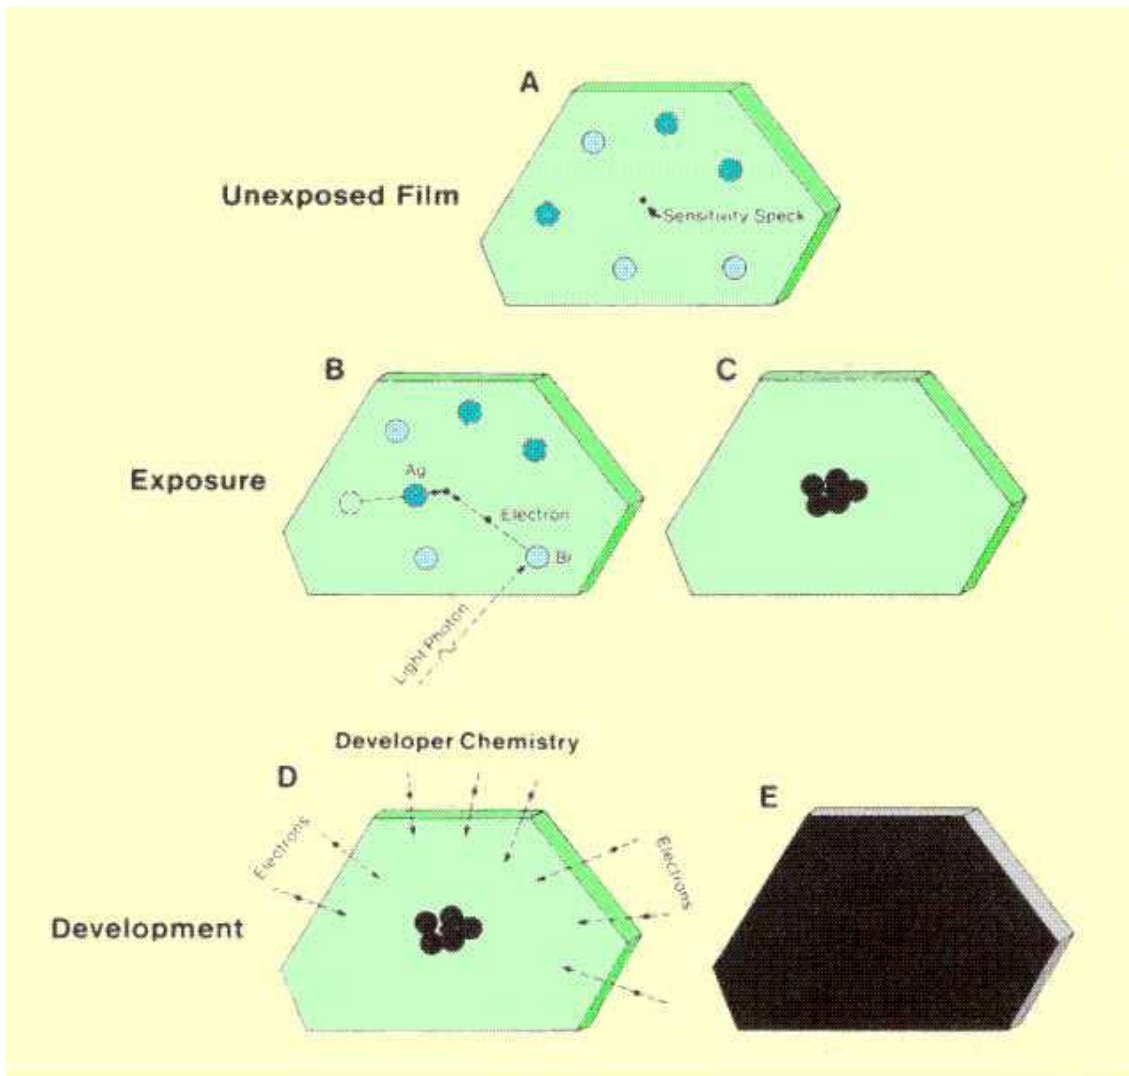 A
Unexposed Film
Sensitivity Speck
B
C
Ag
Exposure
Electron
Br
Light Photon
Developer Chemistry
D
E
Electrons
Electrons
Development